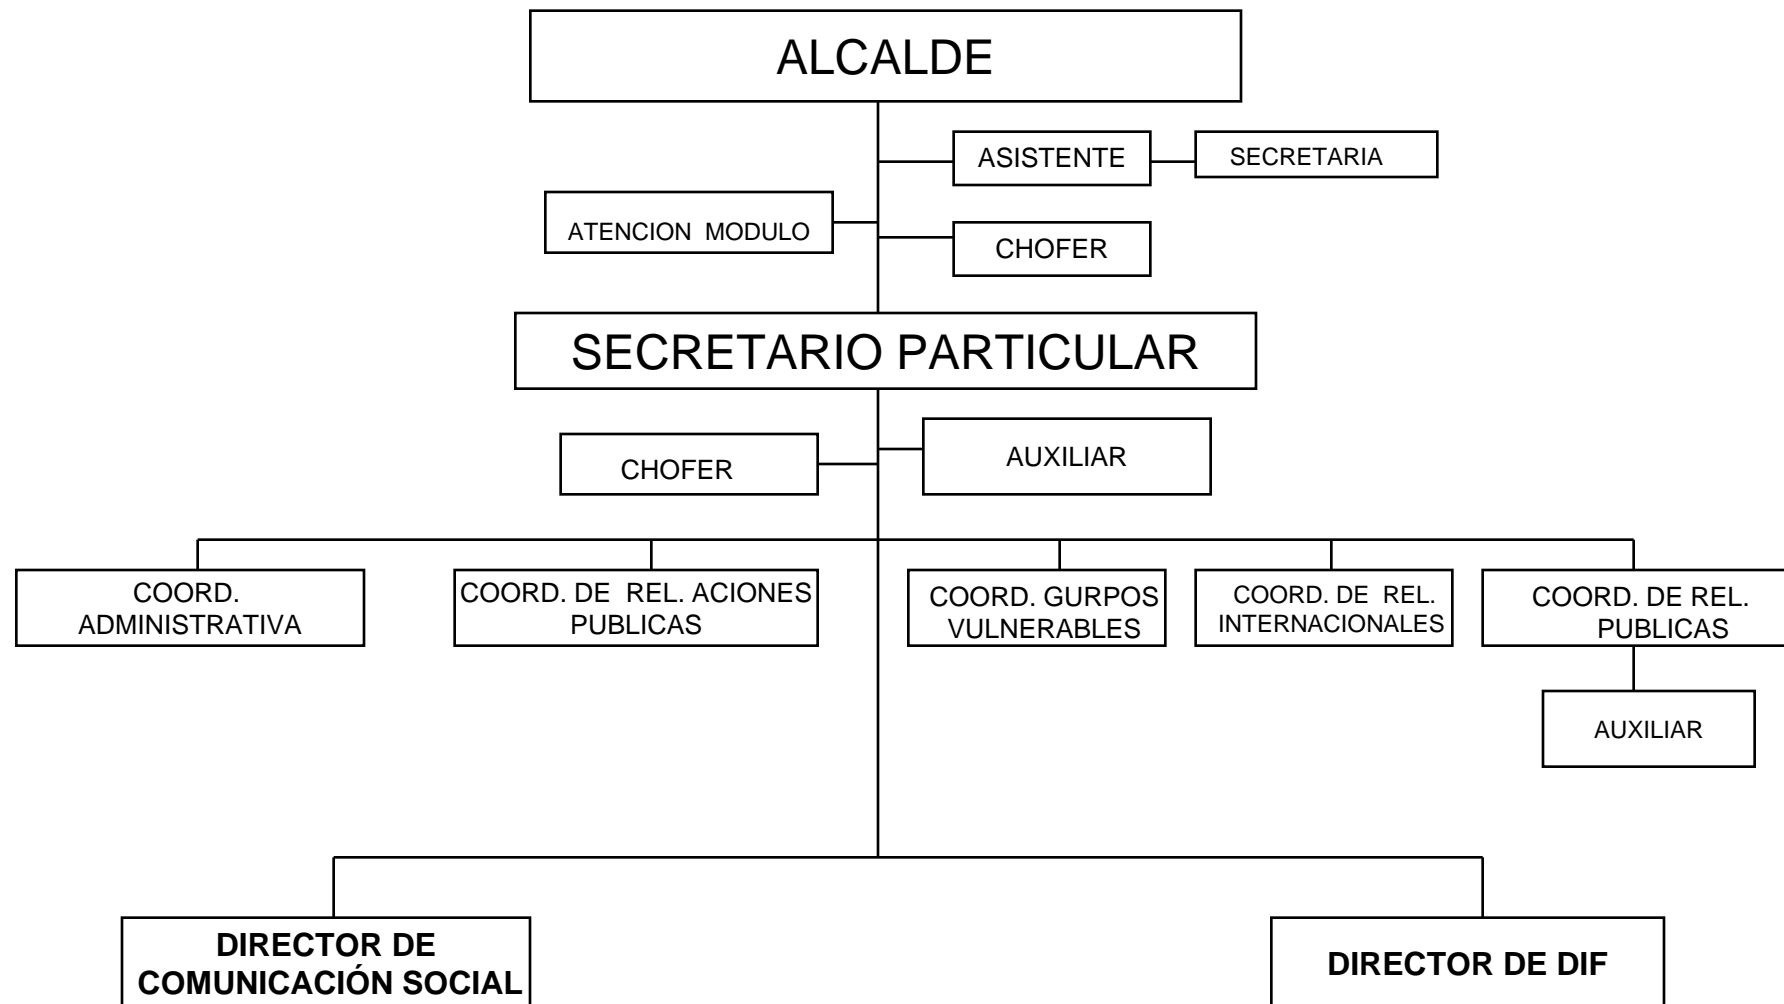 ALCALDE
ASISTENTE
SECRETARIA
ATENCION MODULO
CHOFER
SECRETARIO PARTICULAR
CHOFER
AUXILIAR
COORD.
ADMINISTRATIVA
COORD. DE REL. ACIONES
PUBLICAS
COORD. GURPOS
VULNERABLES
COORD. DE REL.
INTERNACIONALES
COORD. DE REL.
PUBLICAS
AUXILIAR
DIRECTOR DE
COMUNICACIÓN SOCIAL
DIRECTOR DE DIF